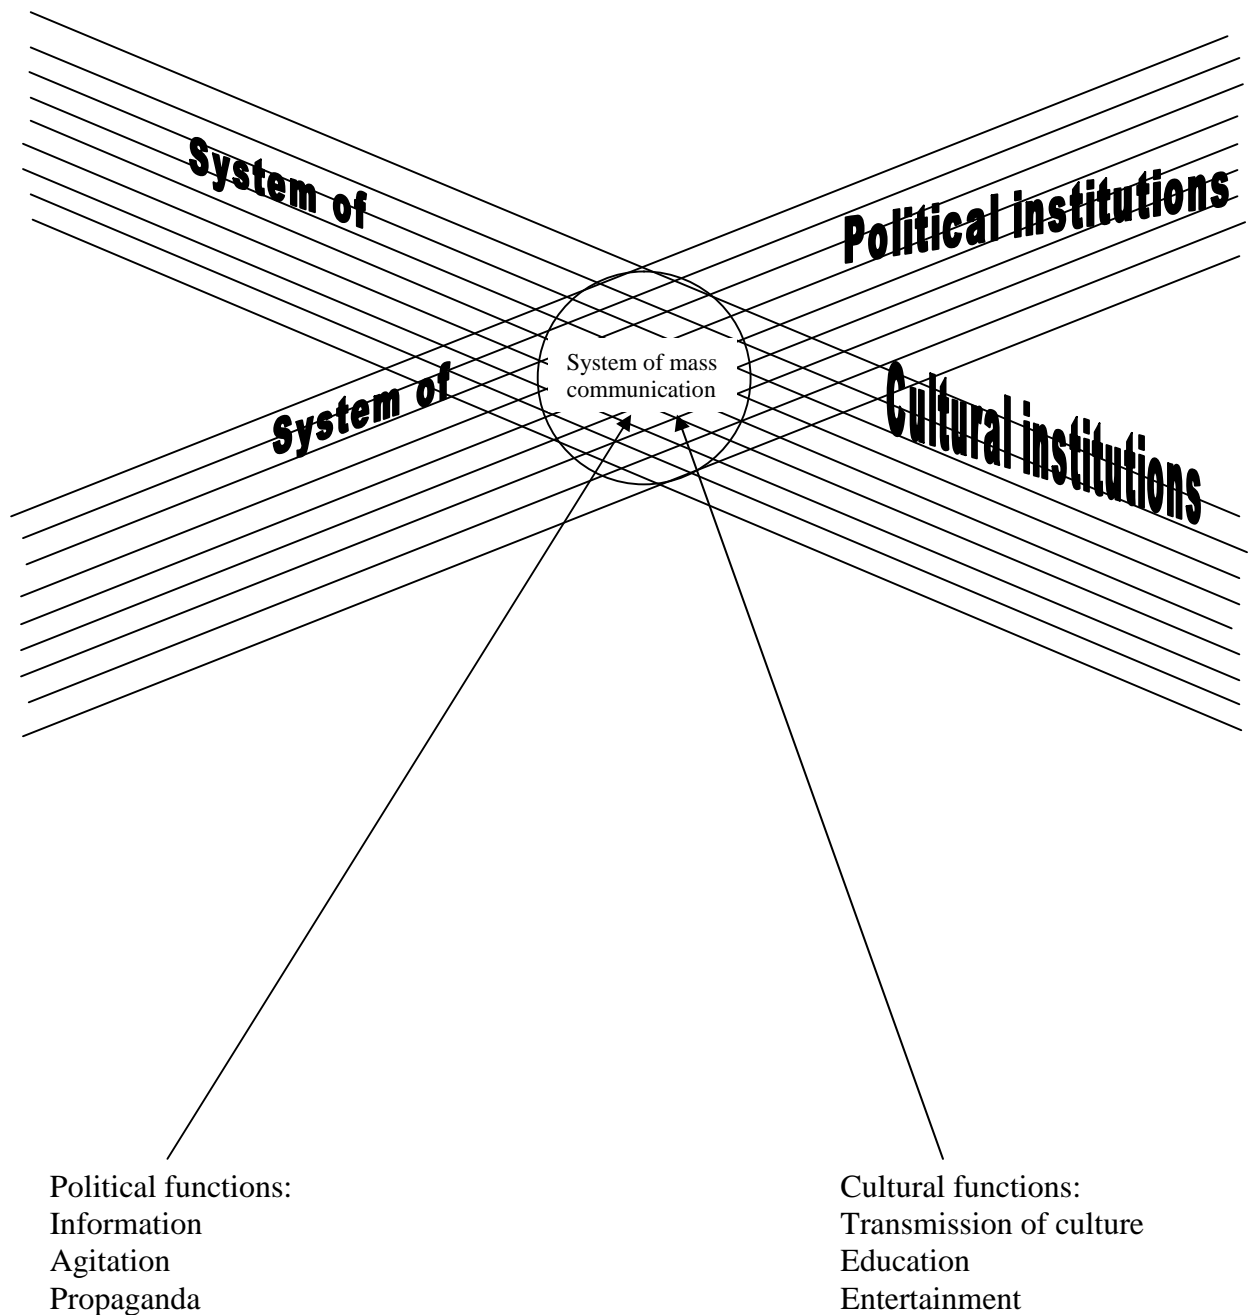 System of
Political institutions
System of mass
communication
System of
Cultural institutions
Political functions:
Information
Agitation
Propaganda
Cultural functions:
Transmission of culture
Education
Entertainment